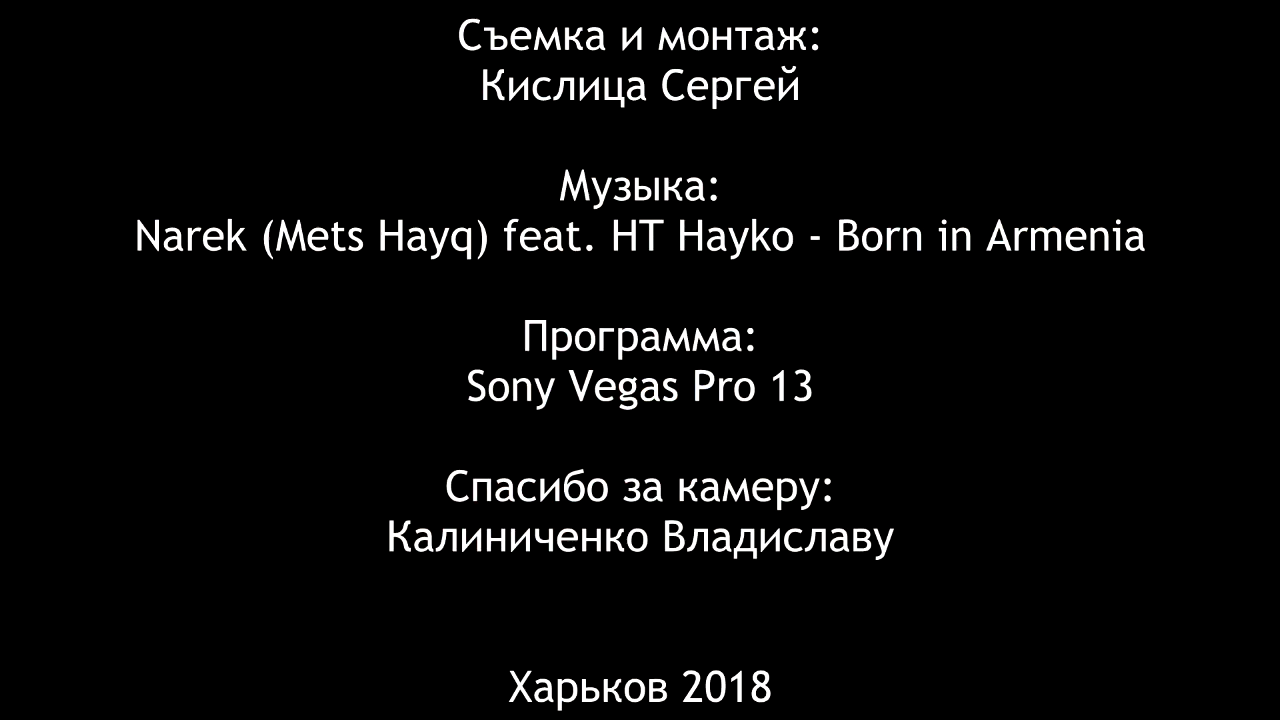 Съемка и монтаж:
Кислица Сергей
Музыка:
Narek (Mets Hayq) feat. HT Hayko - Born in Armenia
Программа:
Sony Vegas Pro 13
Спасибо за камеру:
Калиниченко Владиславу
Харьков 2018